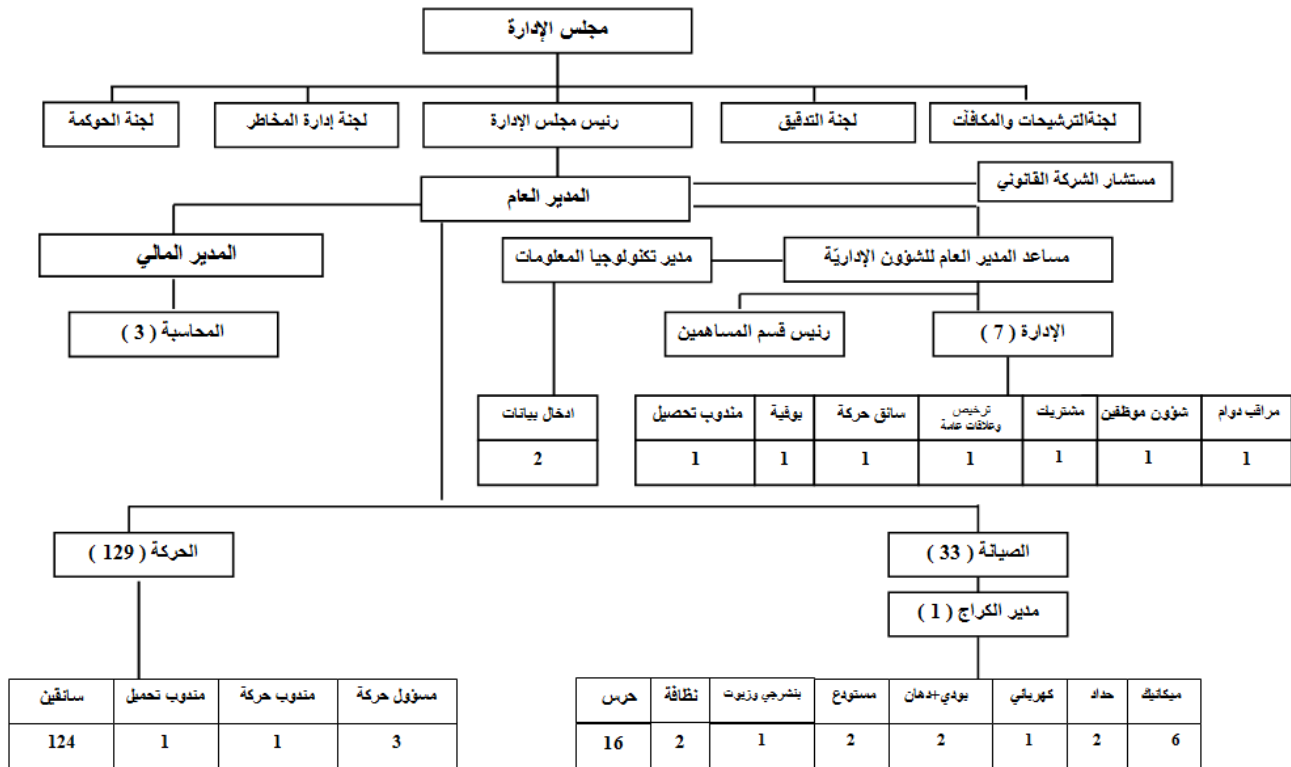 مجلس الإدارة
لجنةالترشيحات والمكافآت
لجنة التدقيق
رئيس مجلس الإدارة
لجنة إدارة المخاطر
لجنة الحوكمة
مستشار الشركة القانوني
المدير العام
مساعد المدير العام للشؤون الإداريّة
مدير تكنولوجيا المعلومات
المدير المالي
الإدارة ( 7 )
رئيس قسم المساهمين
المحاسبة ( 3 )
مراقب دوام
شؤون موظفين
مشتريات
ترخيص
وعلاقات عامة
سائق حركة
بوفية
مندوب تحصيل
ادخال بيانات
1
1
1
1
1
1
1
2
الصيانة ( 33 )
الحركة ( 129 )
مدير الكراج ( 1 )
ميكانيك
حداد
كهربائي
بودي+دهان
مستودع
بنشرجي وزيوت
نظافة
حرس
6
2
1
2
2
1
2
16
مسؤول حركة
مندوب حركة
مندوب تحميل
سائقين
3
1
1
124